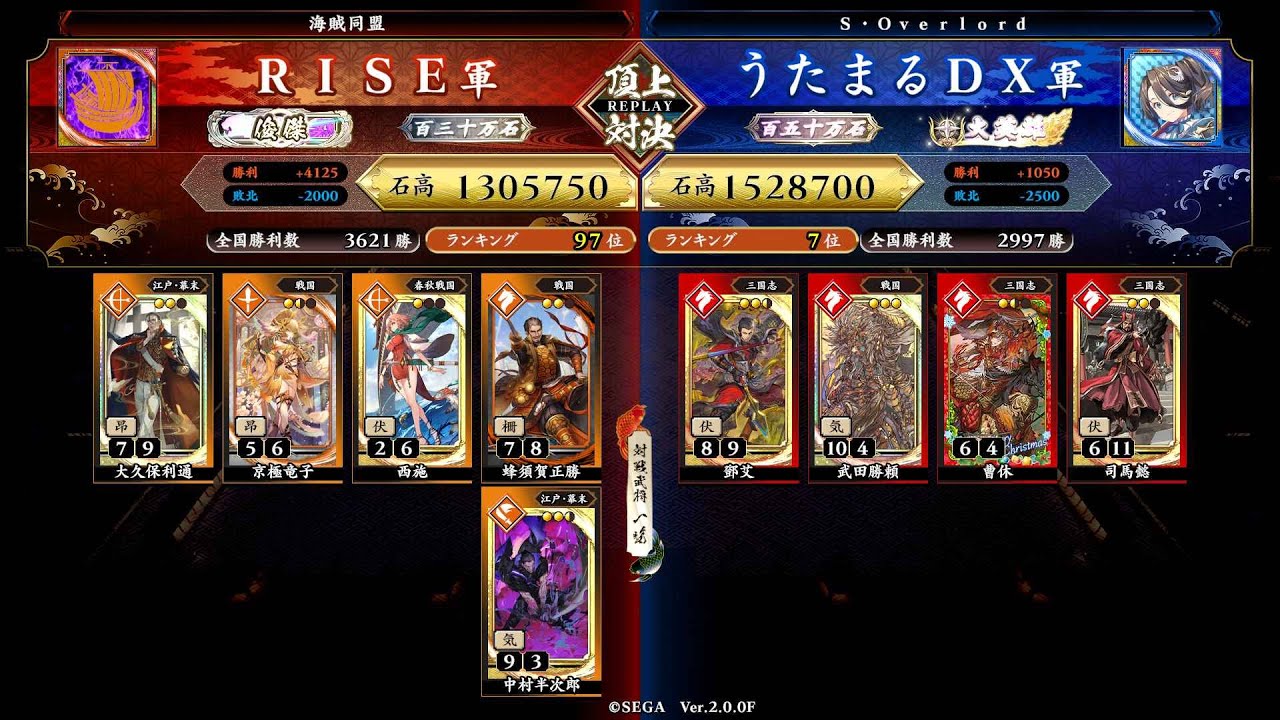 海賊同盟
S・Overlord
RISE軍
頂上
REPLAY
対決
うたまるDX軍
俊傑
百三十万石
百五十万石
勝利 +4125
敗北 -2000
石高 1305750
石高 1528700
勝利 +1050
敗北 -2500
全国勝利数 3621勝
ランキング 97位
ランキング 7位
全国勝利数 2997勝
江戸・幕末
昂
7 9
大久保利通
戦国
昂
5 6
京極竜子
春秋戦国
伏
2 6
西施
戦国
柵
7 8
蜂須賀正勝
三国志
伏
8 9
鄧艾
戦国
気
10 4
武田勝頼
三国志
6 4
Christmas
曹休
三国志
伏
6 11
司馬懿
対戦武将一覧
江戸・幕末
気
9 3
中村半次郎
©SEGA Ver.2.0.0F